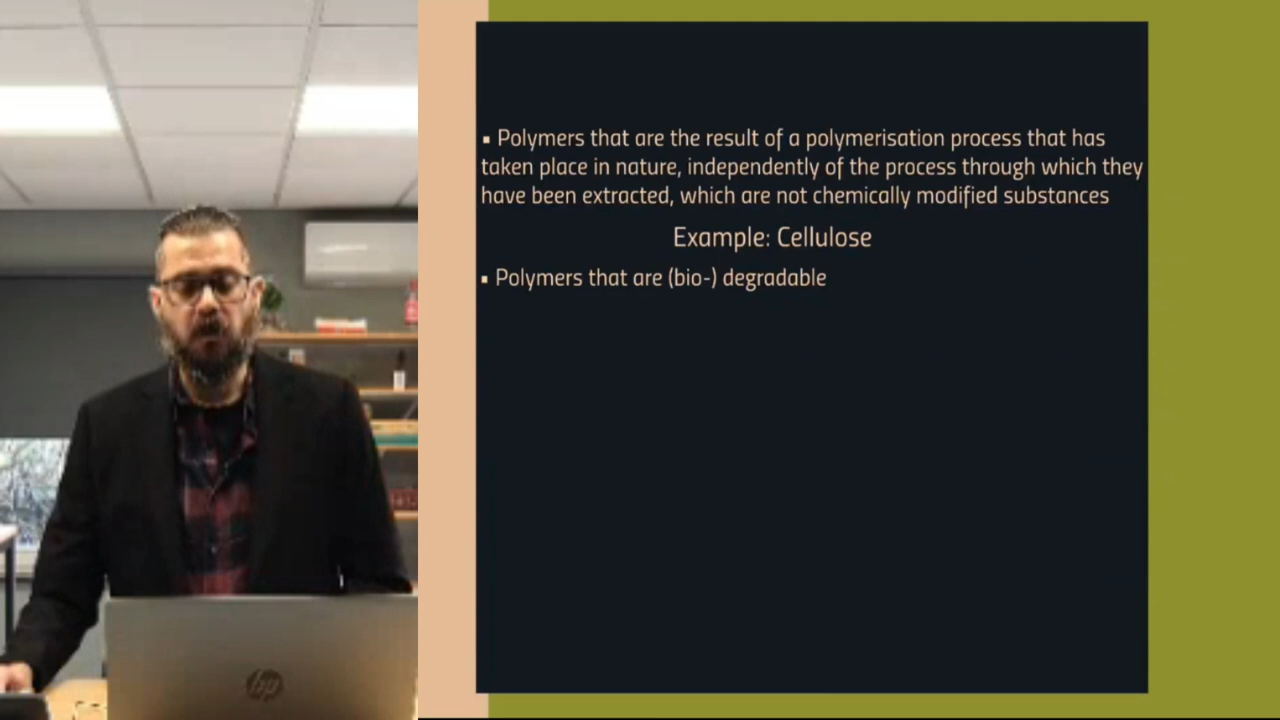 ▪ Polymers that are the result of a polymerisation process that has
taken place in nature, independently of the process through which they
have been extracted, which are not chemically modified substances
Example: Cellulose
▪ Polymers that are (bio-) degradable
hp